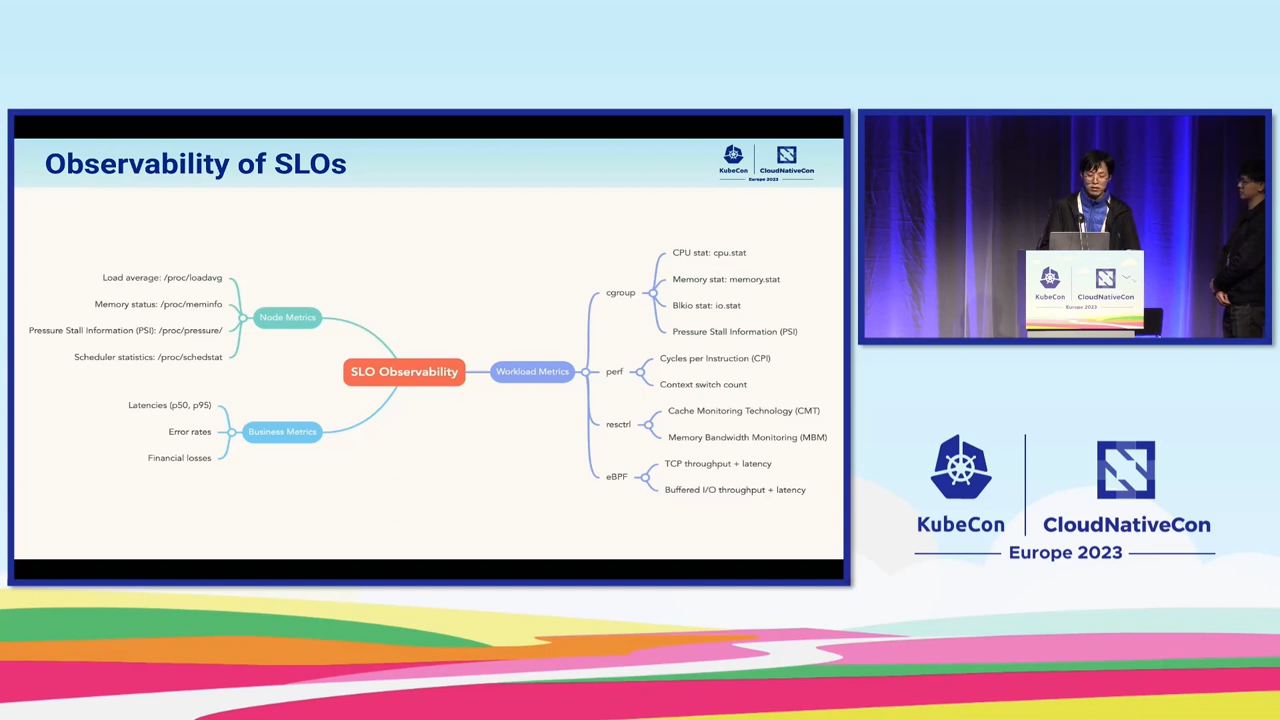 Observability of SLOs
KubeCon
CloudNativeCon
Europe 2023
Load average: /proc/loadavg
Memory status: /proc/meminfo
Pressure Stall Information (PSI): /proc/pressure/
Scheduler statistics: /proc/schedstat
Node Metrics
Latencies (p50, p95)
Error rates
Financial losses
Business Metrics
SLO Observability
Workload Metrics
cgroup
CPU stat: cpu.stat
Memory stat: memory.stat
Blkio stat: io.stat
Pressure Stall Information (PSI)
perf
Cycles per Instruction (CPI)
Context switch count
resctrl
Cache Monitoring Technology (CMT)
Memory Bandwidth Monitoring (MBM)
eBPF
TCP throughput + latency
Buffered I/O throughput + latency
KubeCon
CloudNativeCon
Europe 2023
KubeCon
CloudNativeCon
Europe 2023